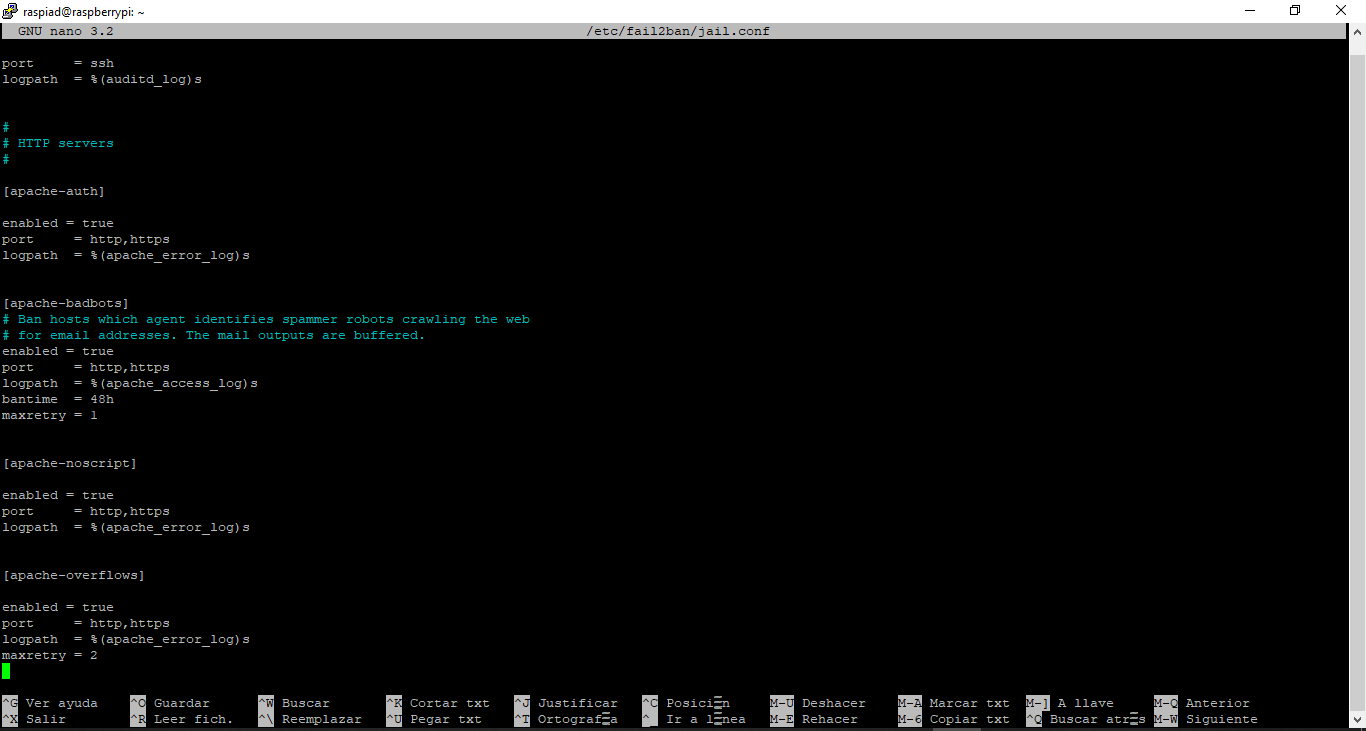 raspiad@raspberrypi: ~
GNU nano 3.2 /etc/fail2ban/jail.conf
port     = ssh
logpath  = %(auditd_log)s
#
# HTTP servers
#
[apache-auth]
enabled = true
port     = http,https
logpath  = %(apache_error_log)s
[apache-badbots]
# Ban hosts which agent identifies spammer robots crawling the web
# for email addresses. The mail outputs are buffered.
enabled = true
port     = http,https
logpath  = %(apache_access_log)s
bantime  = 48h
maxretry = 1
[apache-noscript]
enabled = true
port     = http,https
logpath  = %(apache_error_log)s
[apache-overflows]
enabled = true
port     = http,https
logpath  = %(apache_error_log)s
maxretry = 2
^G Ver ayuda ^O Guardar ^W Buscar ^K Cortar txt ^J Justificar ^C Posici☰n M-U Deshacer M-A Marcar txt M-] A llave M-Q Anterior
^X Salir ^R Leer fich. ^\ Reemplazar ^U Pegar txt ^T Ortograf☰a ^_ Ir a l☰nea M-E Rehacer M-6 Copiar txt ^Q Buscar atr☰s M-W Siguiente